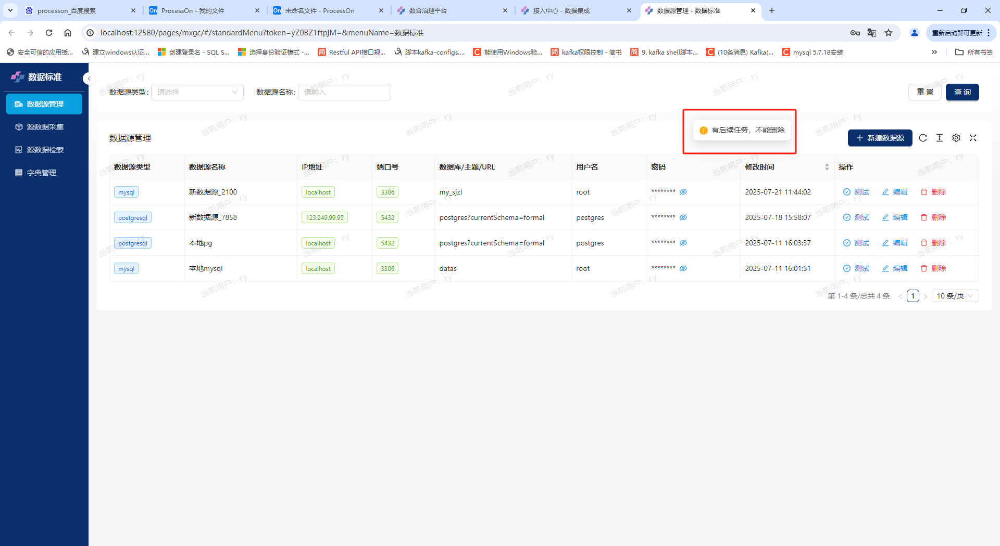 processon_百度搜索
ProcessOn - 我的文件
未命名文件 - ProcessOn
数合治理平台
接入中心 - 数据集成
数据源管理 - 数据标准
localhost:12580/pages/mxgc/#/standardMenu?token=yZ0BZ1ftpjM=&menuName=数据标准
重新启动即可更新
安全可信的应用授...
建立windows认证...
创建登录名 - SQL S...
选择身份验证模式 -...
Restful API接口规...
脚本kafka-configs....
能使用Windows验...
kafka权限控制 - 简书
9. kafka shell脚本...
(10条消息) Kafka(...
mysql 5.7.18安装
所有书签
数据标准
数据源管理
源数据采集
源数据检索
字典管理
数据源类型: 请选择 数据源名称: 请输入 重 置 查 询
有后续任务，不能删除
数据源管理 新建数据源
数据源类型 数据源名称 IP地址 端口号 数据库/主题/URL 用户名 密码 修改时间 操作
mysql 新数据源_2100 localhost 3306 my_sjzl root ******** 2025-07-21 11:44:02 测试 编辑 删除
postgresql 新数据源_7858 123.249.99.95 5432 postgres?currentSchema=formal postgres ******** 2025-07-18 15:58:07 测试 编辑 删除
postgresql 本地pg localhost 5432 postgres?currentSchema=formal postgres ******** 2025-07-11 16:03:37 测试 编辑 删除
mysql 本地mysql localhost 3306 datas root ******** 2025-07-11 16:01:51 测试 编辑 删除
第 1-4 条/总共 4 条 1 10 条/页
当前用户：ry